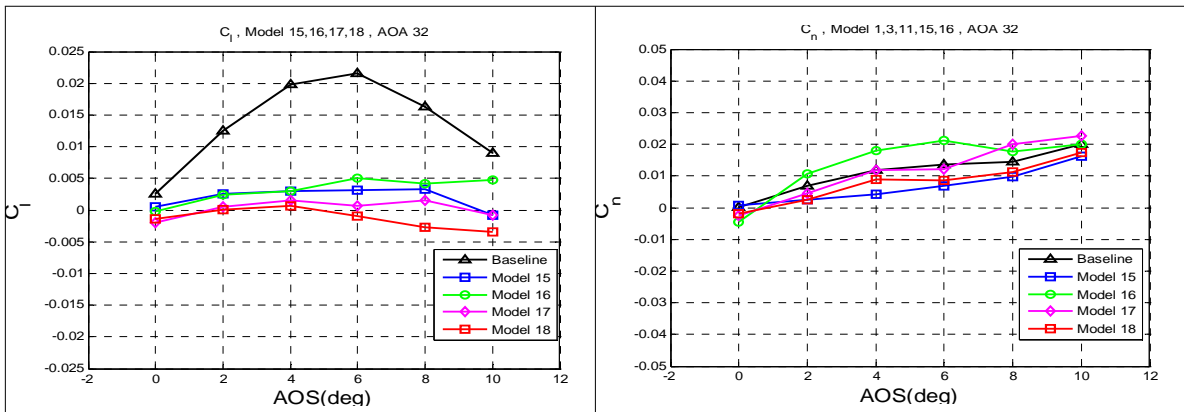 C_l , Model 15,16,17,18 , AOA 32
0.025
0.02
0.015
0.01
0.005
0
-0.005
-0.01
-0.015
-0.02
-0.025
C_l
Baseline
Model 15
Model 16
Model 17
Model 18
-2 0 2 4 6 8 10 12
AOS(deg)
C_n , Model 1,3,11,15,16 , AOA 32
0.05
0.04
0.03
0.02
0.01
0
-0.01
-0.02
-0.03
-0.04
-0.05
C_n
Baseline
Model 15
Model 16
Model 17
Model 18
-2 0 2 4 6 8 10 12
AOS(deg)